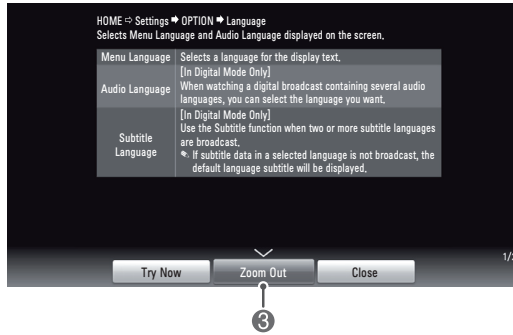 HOME ⇨ Settings ➡ OPTION ➡ Language
Selects Menu Language and Audio Language displayed on the screen.
Menu Language Selects a language for the display text.
Audio Language
[In Digital Mode Only]
When watching a digital broadcast containing several audio
languages, you can select the language you want.
Subtitle
Language
[In Digital Mode Only]
Use the Subtitle function when two or more subtitle languages
are broadcast.
✎ If subtitle data in a selected language is not broadcast, the
default language subtitle will be displayed.
Try Now Zoom Out Close
❸